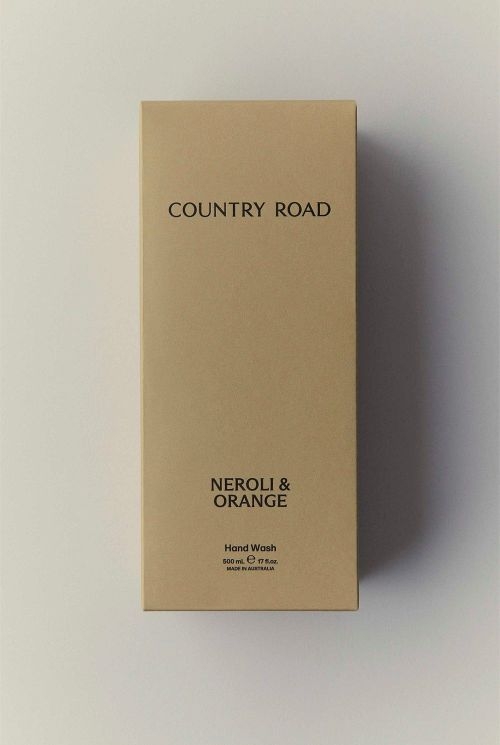 COUNTRY ROAD
NEROLI &
ORANGE
Hand Wash
500 mL ℮ 17 fl.oz.
MADE IN AUSTRALIA